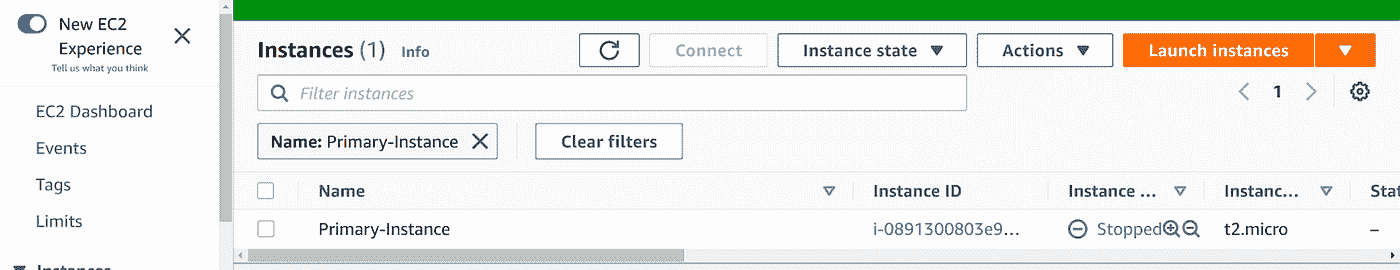 New EC2
Experience
Tell us what you think
EC2 Dashboard
Events
Tags
Limits
Instances
Instances (1) Info
Connect
Instance state
Actions
Launch instances
Filter instances
1
Name: Primary-Instance
Clear filters
Name Instance ID Instance ... Instanc... Stat
Primary-Instance i-0891300803e9... Stopped t2.micro –